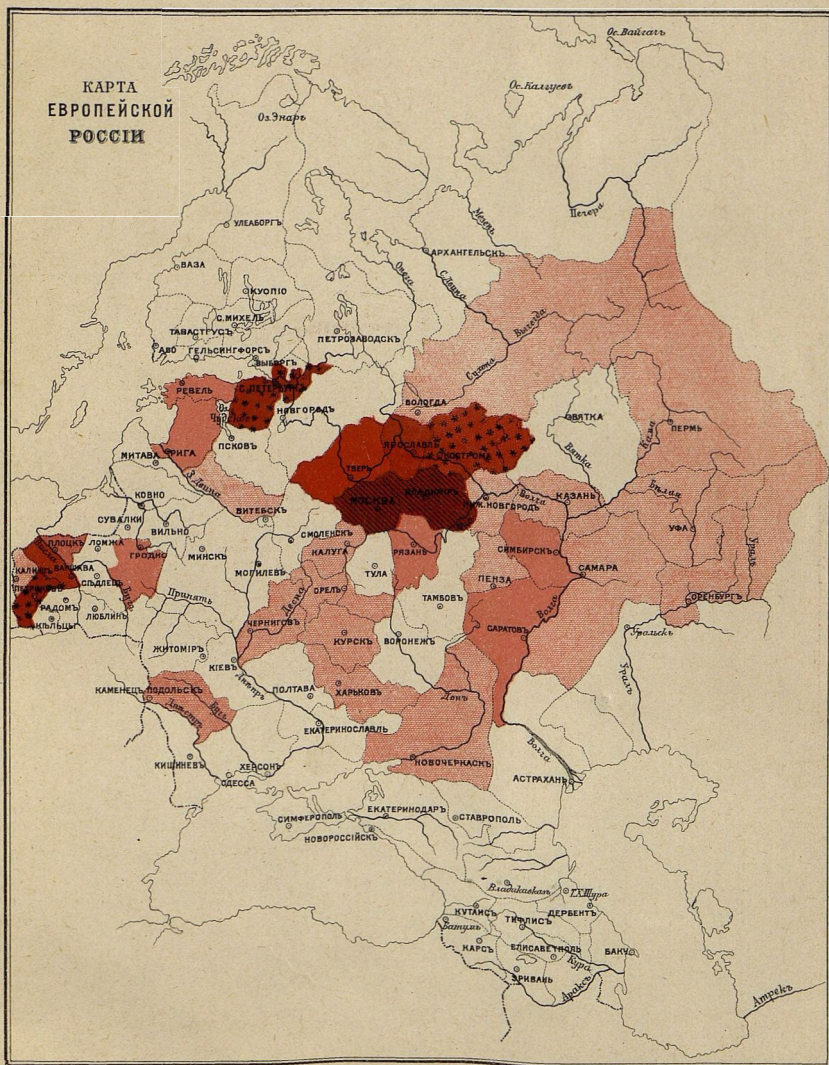 КАРТА
ЕВРОПЕЙСКОЙ
РОССІИ
Ос. Вайгачъ
Ос. Калгуевъ
Оз. Энарь
Печера
Мезень
УЛЕАБОРГЪ
АРХАНГЕЛЬСКЪ
ВАЗА
Онега
С. Двина
КУОПІО
С. МИХЕЛЬ
Вычегда
ТАВАСТГУСЪ
ПЕТРОЗАВОДСКЪ
АБО
ГЕЛЬСИНГФОРСЪ
ВЫБОРГЪ
Сухона
РЕВЕЛЬ
С. ПЕТЕРБУРГЪ
ВОЛОГДА
НОВГОРОДЪ
ВЯТКА
Кама
ПЕРМЬ
ПСКОВЪ
ЯРОСЛАВЛЬ
КОСТРОМА
МИТАВА
РИГА
ТВЕРЬ
Вятка
З. Двина
КОВНО
МОСКВА
ВЛАДИМІРЪ
Волга
КАЗАНЬ
Бѣлая
НИЖ. НОВГОРОДЪ
ВИТЕБСКЪ
СУВАЛКИ
ВИЛЬНО
СМОЛЕНСКЪ
УФА
Уралъ
ПЛОЦКЪ
ЛОМЖА
ГРОДНО
МИНСКЪ
КАЛУГА
РЯЗАНЬ
СИМБИРСКЪ
КАЛИШЪ
ВАРШАВА
МОГИЛЕВЪ
ТУЛА
САМАРА
СѢДЛЕЦЪ
ПЕНЗА
Бугъ
Припять
Десна
ОРЕЛЪ
ТАМБОВЪ
Волга
ОРЕНБУРГЪ
РАДОМЪ
ЛЮБЛИНЪ
КѢЛЬЦЫ
ЧЕРНИГОВЪ
САРАТОВЪ
Уральскъ
ЖИТОМІРЪ
КУРСКЪ
ВОРОНЕЖЪ
КІЕВЪ
Уралъ
КАМЕНЕЦЪ ПОДОЛЬСКЪ
Днѣпръ
ПОЛТАВА
ХАРЬКОВЪ
Донъ
Днѣстръ
Бугъ
ЕКАТЕРИНОСЛАВЛЬ
Волга
КИШИНЕВЪ
ХЕРСОНЪ
НОВОЧЕРКАСКЪ
ОДЕССА
АСТРАХАНЬ
ЕКАТЕРИНОДАРЪ
СИМФЕРОПОЛЬ
СТАВРОПОЛЬ
НОВОРОССІЙСКЪ
Владикавказъ
Т.Х.Шура
КУТАИСЪ
ДЕРБЕНТЪ
ТИФЛИСЪ
Батумъ
КАРСЪ
ЕЛИСАВЕТПОЛЬ
БАКУ
Кура
ЭРИВАНЬ
Араксъ
Атрекъ